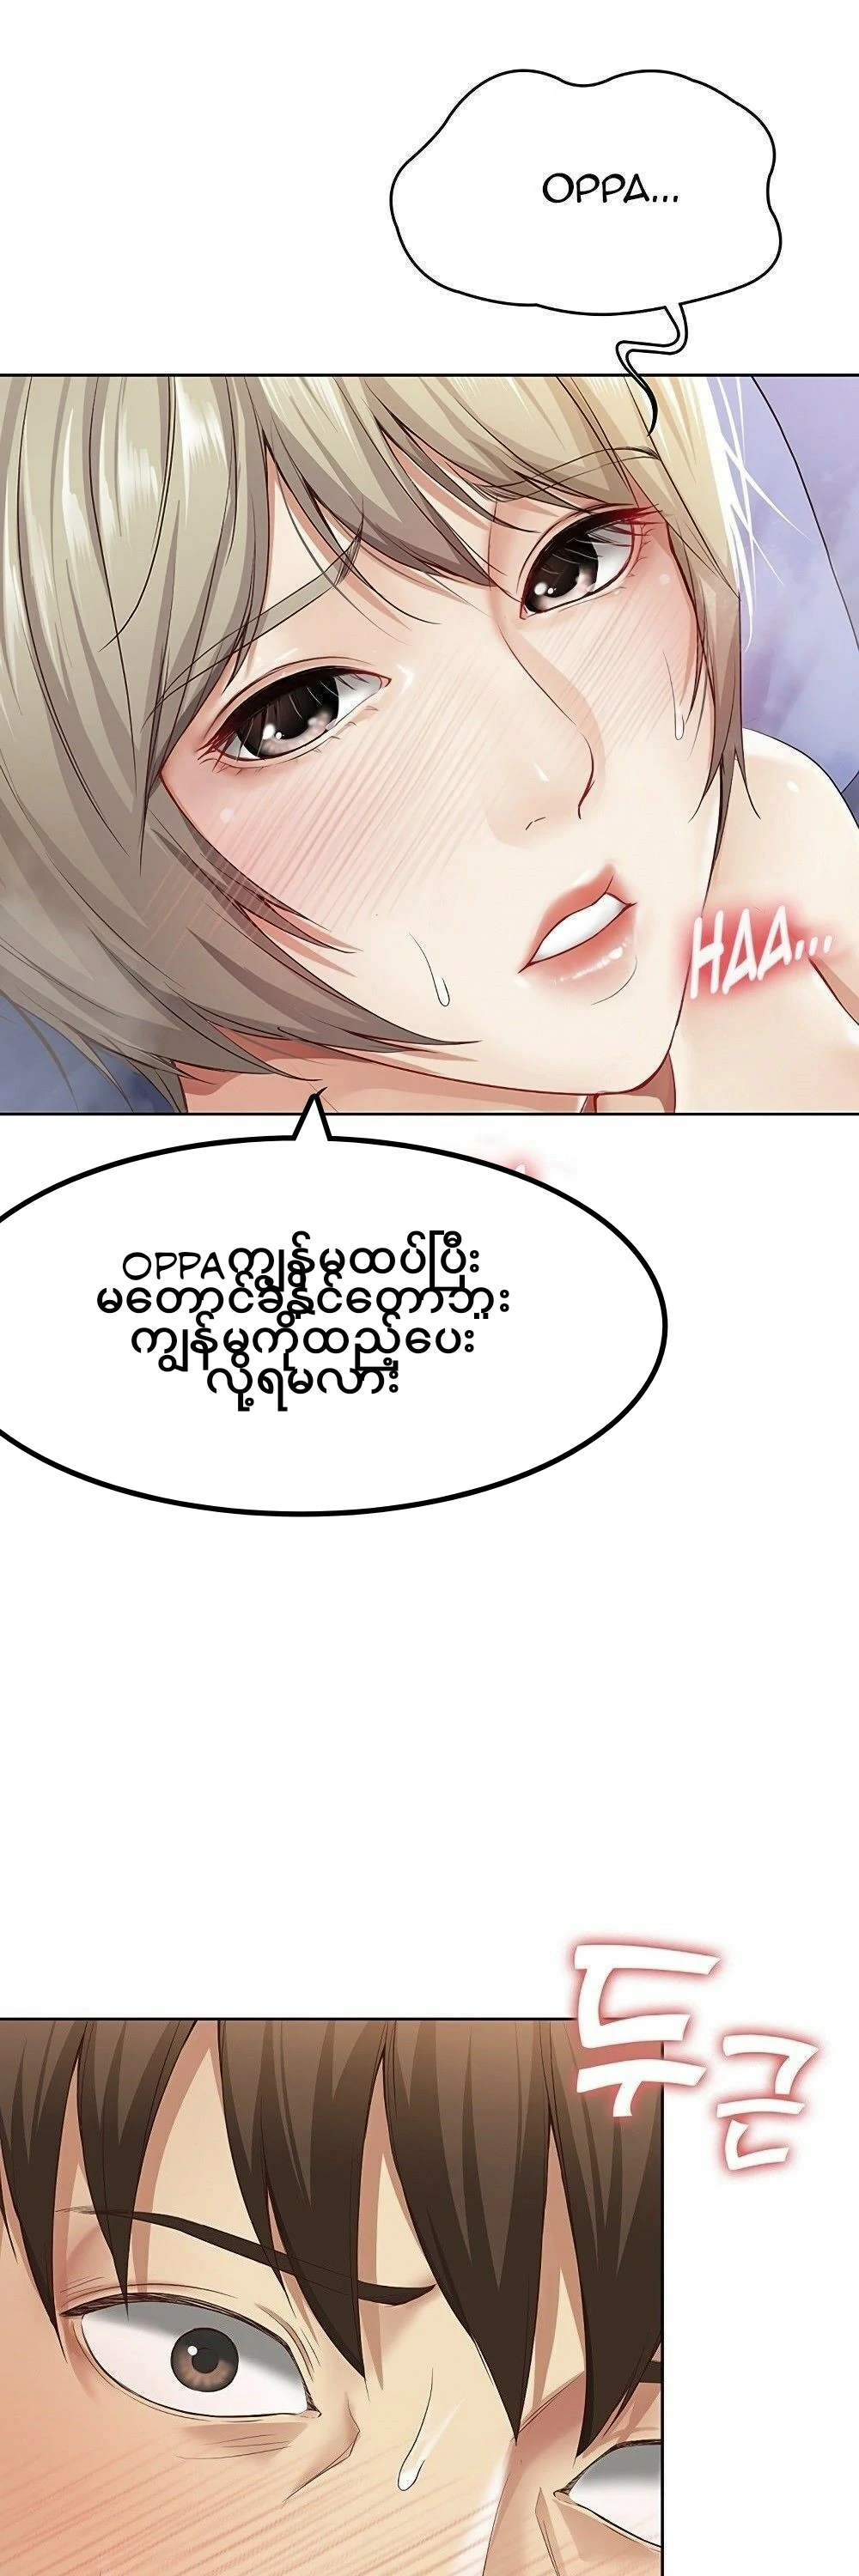 OPPA...
HAA...
OPPAကျွန်မထပ်ပြီး
မတောင်ခံနိုင်တော့ဘူး
ကျွန်မကိုထည့်ပေး
လို့ရမလား
두근